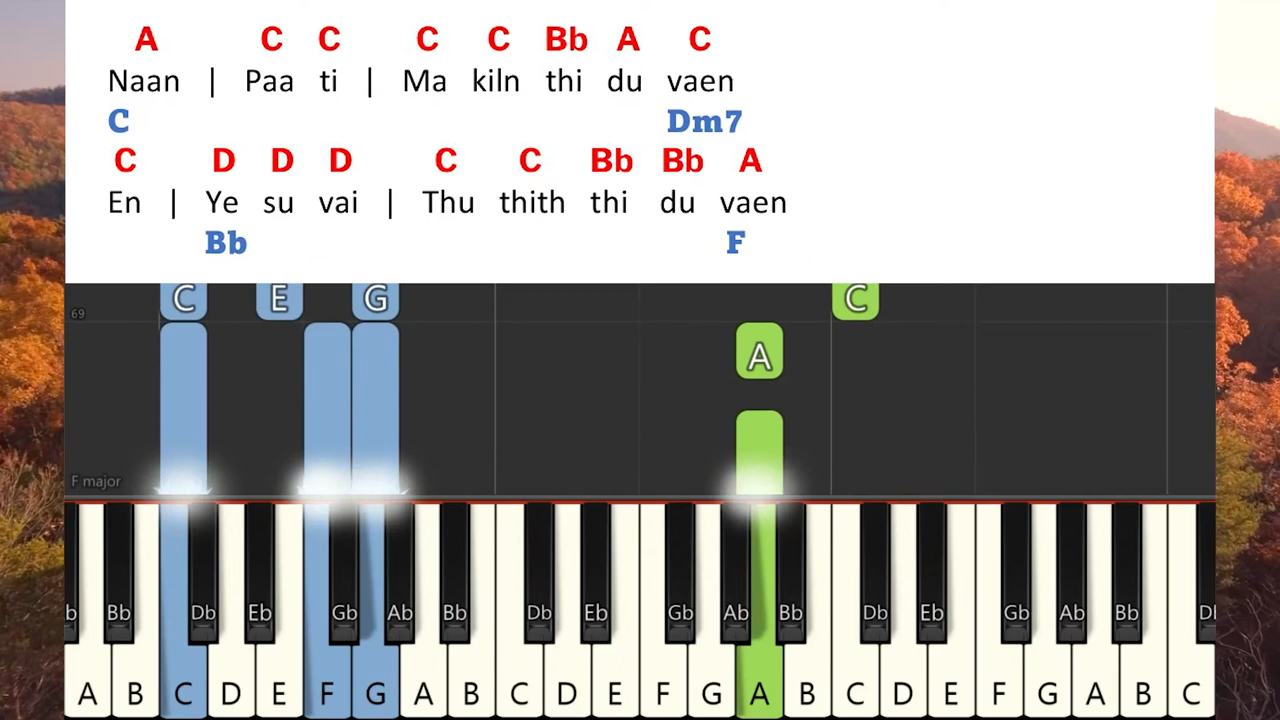 A C C C C Bb A C
Naan | Paa ti | Ma kiln thi du vaen
C Dm7
C D D D C C Bb Bb A
En | Ye su vai | Thu thith thi du vaen
Bb F
C E G C
69
A
F major
b Bb Db Eb Gb Ab Bb Db Eb Gb Ab Bb Db Eb Gb Ab Bb D
A B C D E F G A B C D E F G A B C D E F G A B C